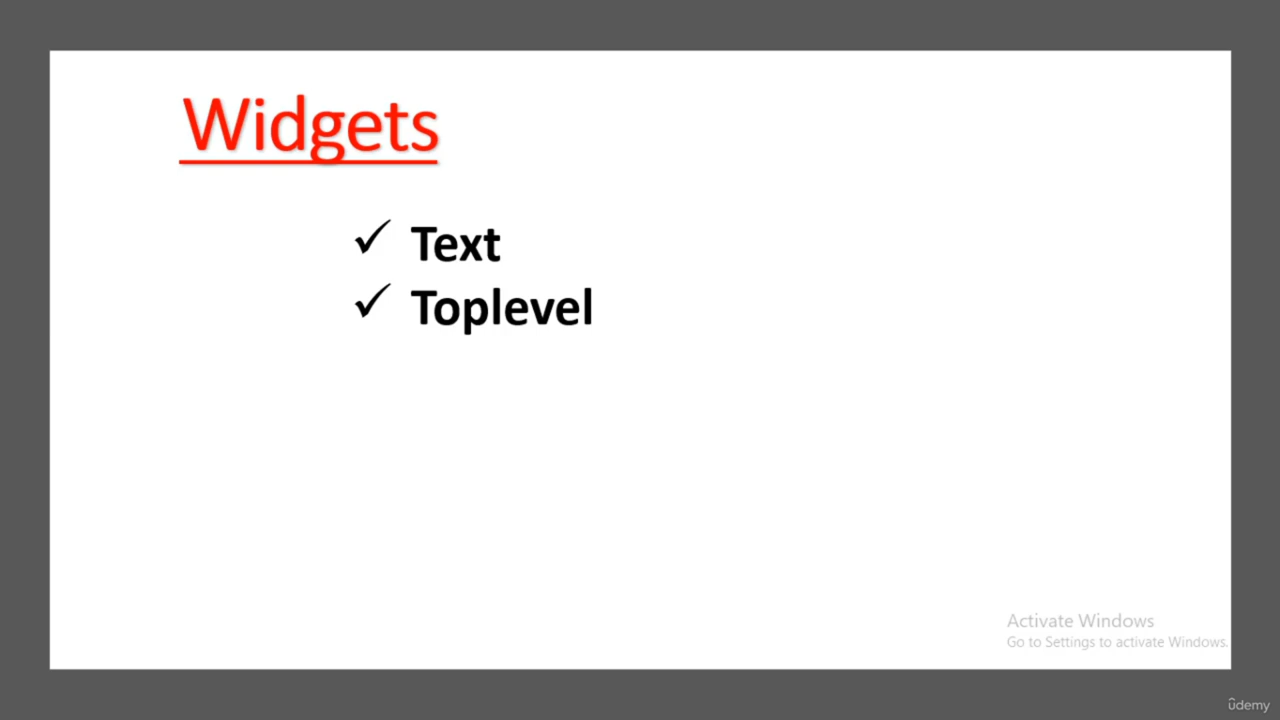 Widgets
✓ Text
✓ Toplevel
Activate Windows
Go to Settings to activate Windows.
ûdemy